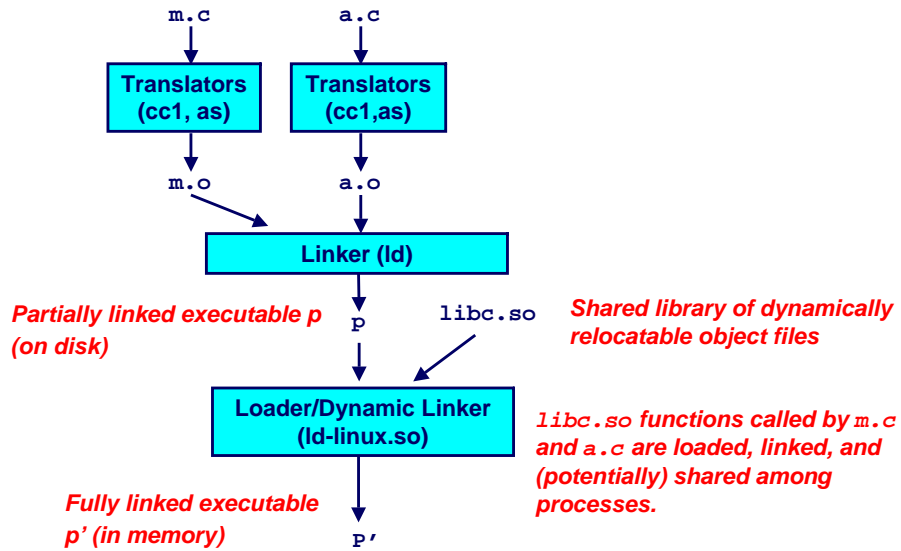 m.c
a.c
Translators
(cc1, as)
Translators
(cc1,as)
m.o
a.o
Linker (ld)
Partially linked executable p
(on disk)
p
libc.so
Shared library of dynamically
relocatable object files
Loader/Dynamic Linker
(ld-linux.so)
libc.so functions called by m.c
and a.c are loaded, linked, and
(potentially) shared among
processes.
Fully linked executable
p’ (in memory)
P’